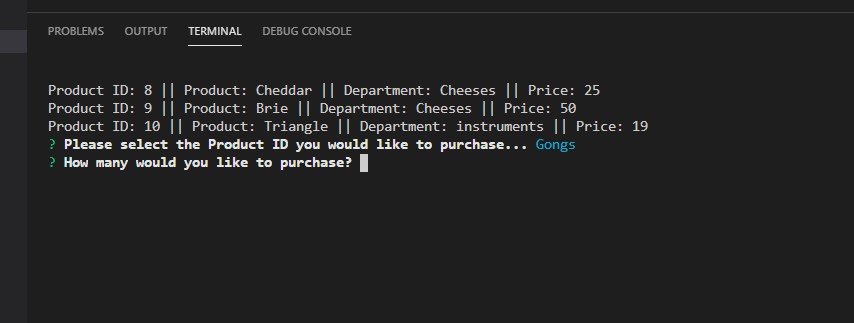 PROBLEMS OUTPUT TERMINAL DEBUG CONSOLE
Product ID: 8 || Product: Cheddar || Department: Cheeses || Price: 25
Product ID: 9 || Product: Brie || Department: Cheeses || Price: 50
Product ID: 10 || Product: Triangle || Department: instruments || Price: 19
? Please select the Product ID you would like to purchase... Gongs
? How many would you like to purchase?